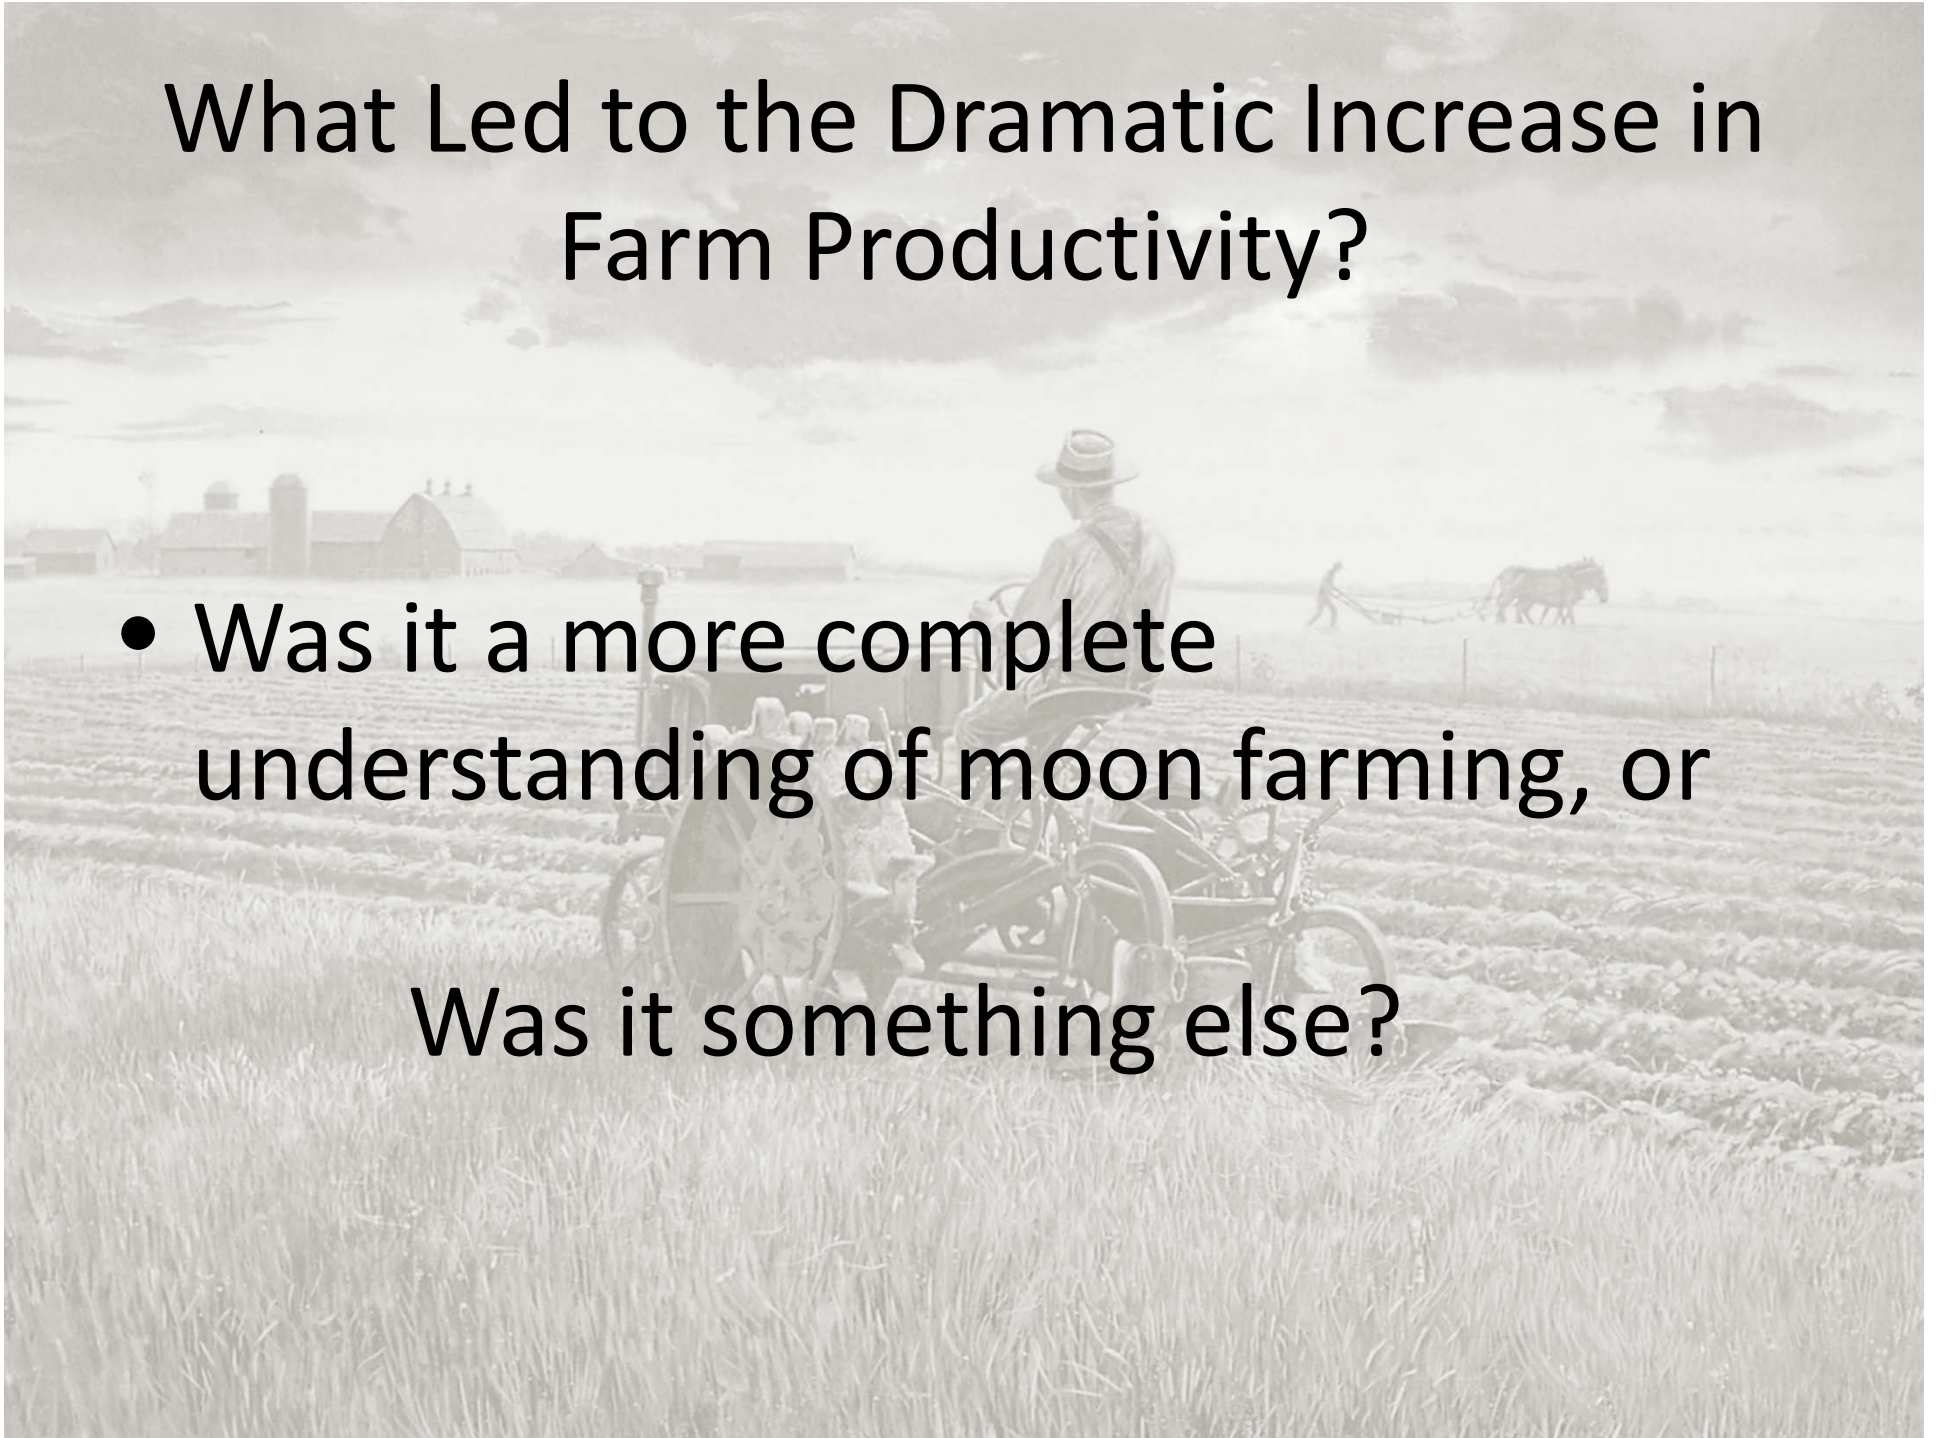 What Led to the Dramatic Increase in
Farm Productivity?
• Was it a more complete
understanding of moon farming, or
Was it something else?